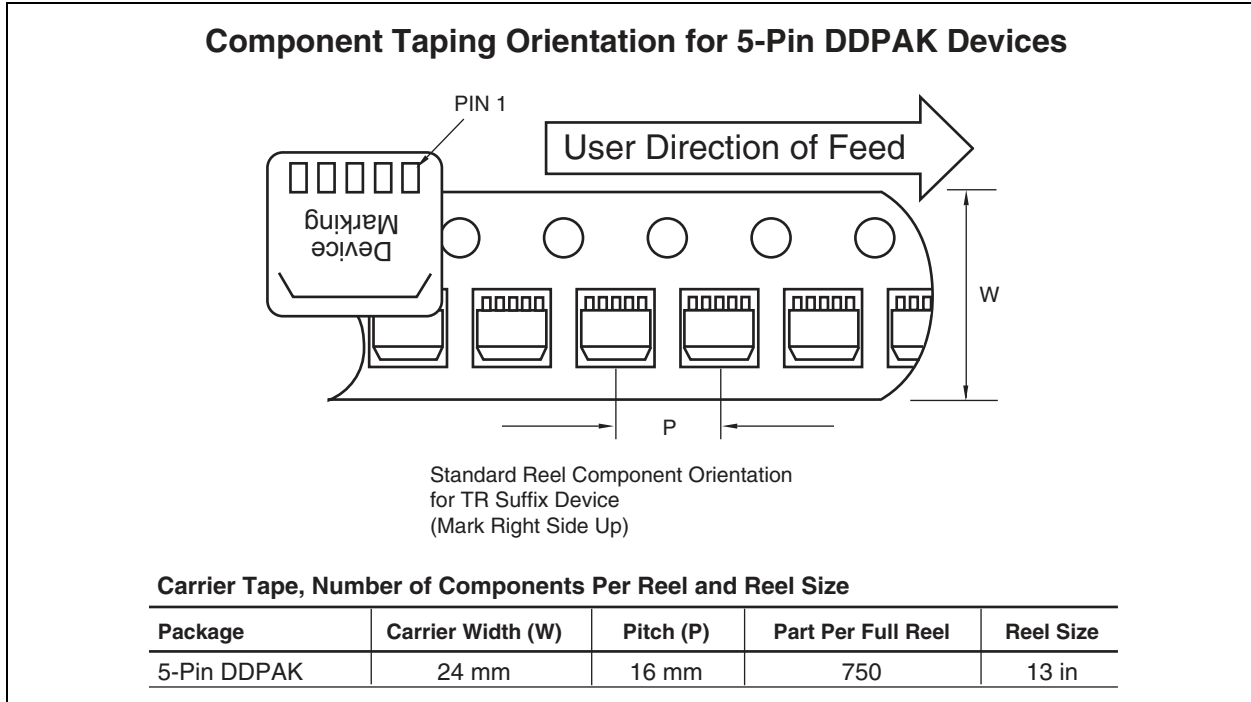 Component Taping Orientation for 5-Pin DDPAK Devices
PIN 1
User Direction of Feed
Device
Marking
W
P
Standard Reel Component Orientation
for TR Suffix Device
(Mark Right Side Up)
Carrier Tape, Number of Components Per Reel and Reel Size
Package Carrier Width (W) Pitch (P) Part Per Full Reel Reel Size
5-Pin DDPAK 24 mm 16 mm 750 13 in